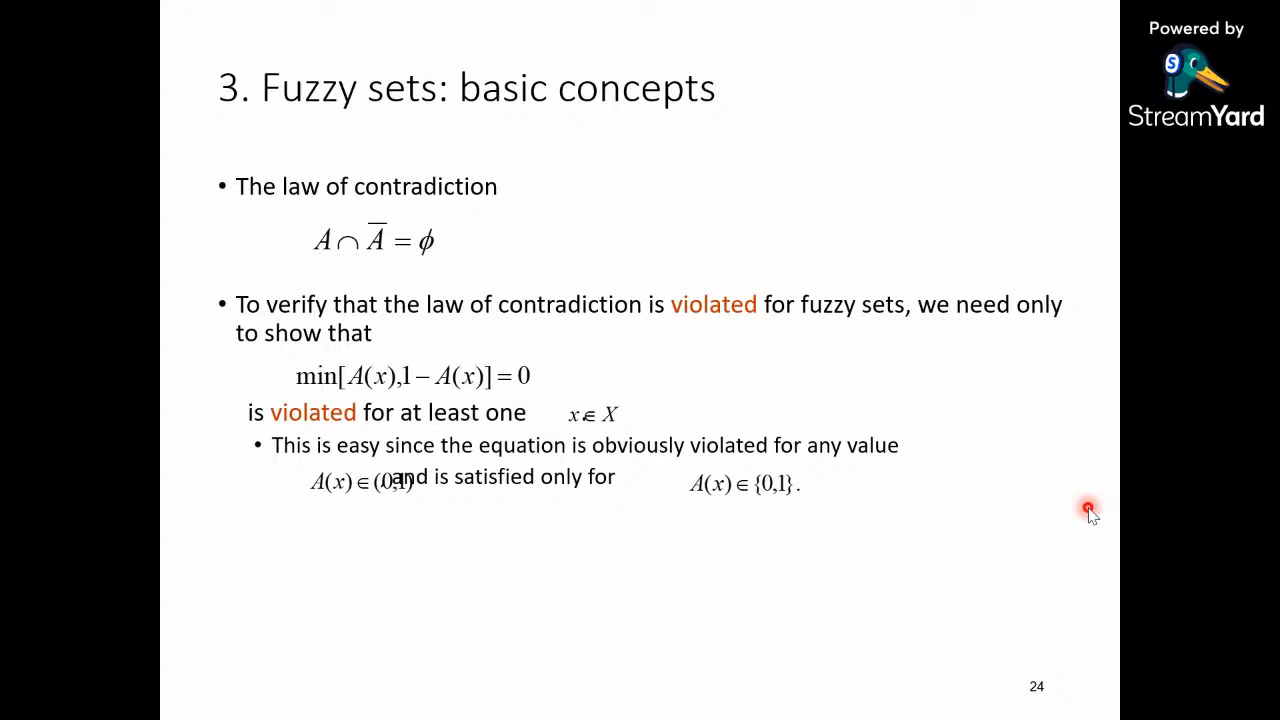 Powered by
StreamYard
3. Fuzzy sets: basic concepts
• The law of contradiction
A ∩ A̅ = ϕ
• To verify that the law of contradiction is violated for fuzzy sets, we need only
to show that
min[A(x),1− A(x)] = 0
is violated for at least one x ∈ X
• This is easy since the equation is obviously violated for any value
A(x) ∈ (0,1) , and is satisfied only for A(x) ∈ {0,1}.
24